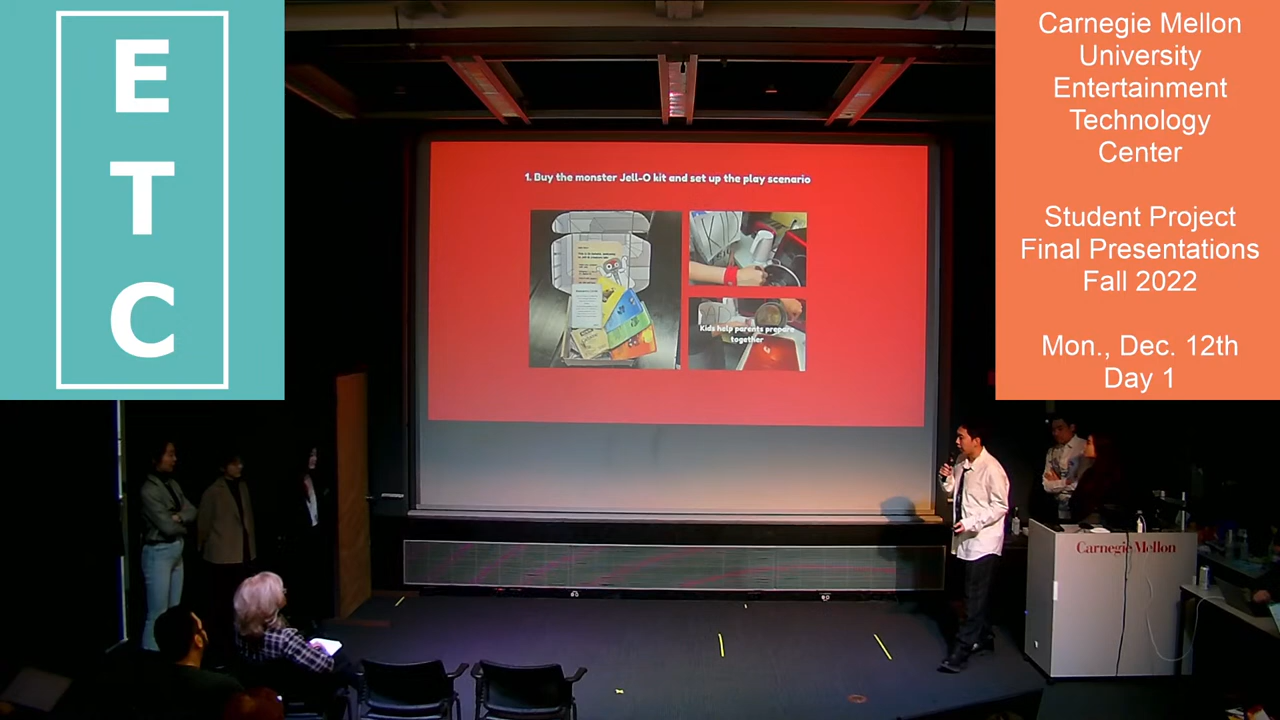 E
T
C
Carnegie Mellon
University
Entertainment
Technology
Center
Student Project
Final Presentations
Fall 2022
Mon., Dec. 12th
Day 1
1. Buy the monster Jell-O kit and set up the play scenario
Kids help parents prepare
together
Carnegie Mellon